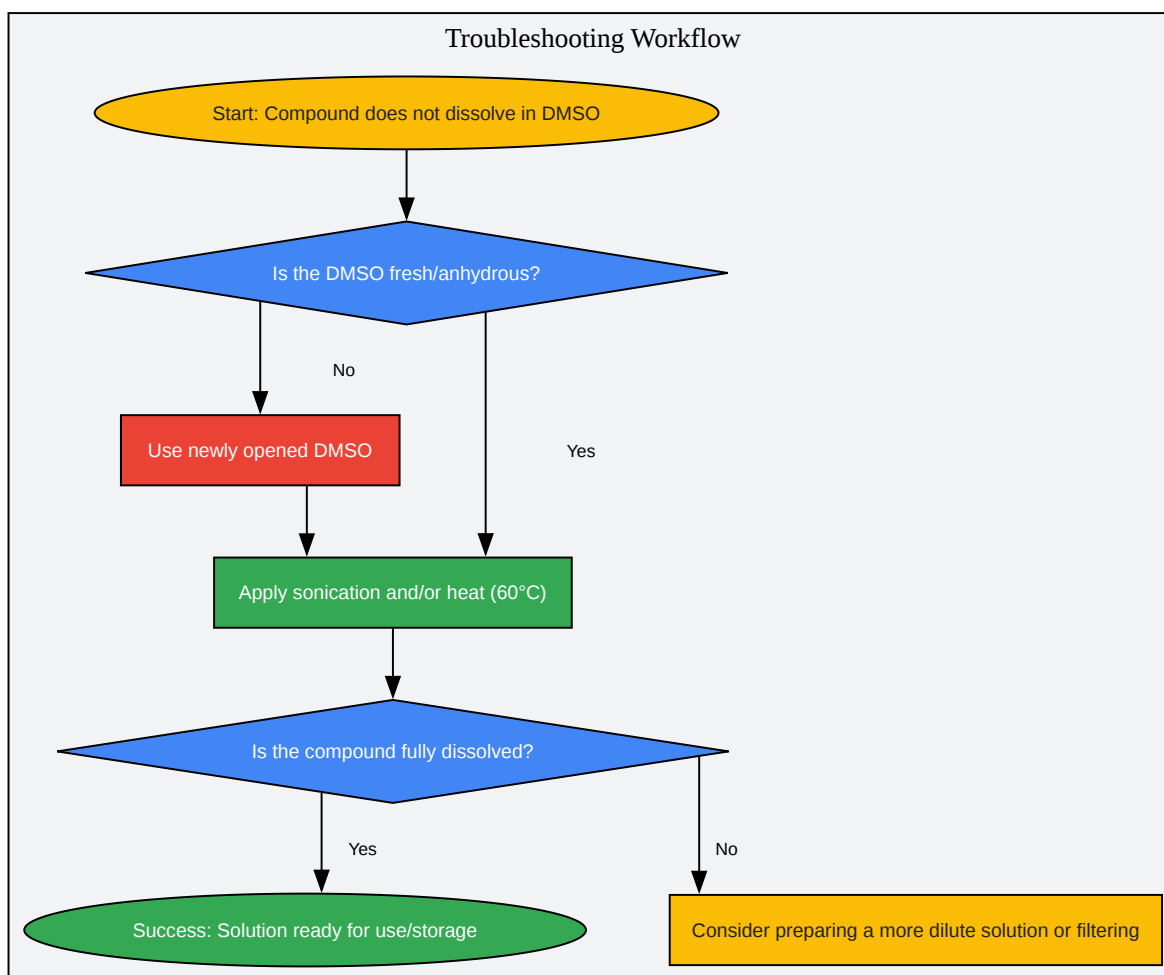 Troubleshooting Workflow
Start: Compound does not dissolve in DMSO
Is the DMSO fresh/anhydrous?
No
Use newly opened DMSO
Yes
Apply sonication and/or heat (60°C)
Is the compound fully dissolved?
Yes
No
Success: Solution ready for use/storage
Consider preparing a more dilute solution or filtering